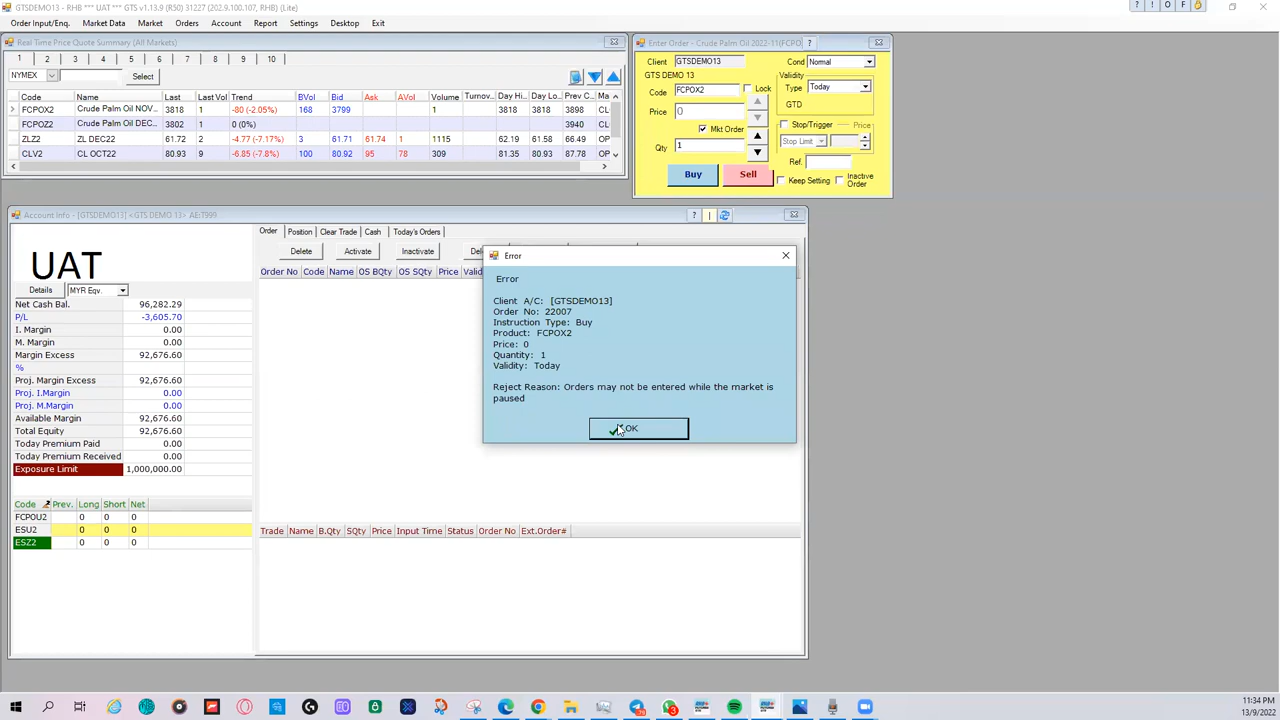 GTSDEMO13 - RHB *** UAT *** GTS v1.13.9 (R50) 31227 (202.9.100.107, RHB) (Lite)
Order Input/Enq. Market Data Market Orders Account Report Settings Desktop Exit
Real Time Price Quote Summary (All Markets)
1 2 3 4 5 6 7 8 9 10
NYMEX Select
Code Name Last Last Vol Trend BVol Bid Ask AVol Volume Turnov... Day Hi... Day Lo... Prev C... Ma
FCPOX2 Crude Palm Oil NOV... 3818 1 -80 (-2.05%) 168 3799 1 3818 3818 3898 CL
FCPOZ2 Crude Palm Oil DEC... 3802 1 0 (0%) 3940 CL
ZLZ2 ZL DEC22 61.72 2 -4.77 (-7.17%) 3 61.71 61.74 1 1115 62.19 61.58 66.49 OP
CLV2 CL OCT22 80.93 9 -6.85 (-7.8%) 100 80.92 95 78 309 81.35 80.93 87.78 OP
Enter Order - Crude Palm Oil 2022-11(FCPO
?
Client GTSDEMO13 Cond Normal
GTS DEMO 13 Validity
Code FCPOX2 Lock Today
Price 0 GTD
Mkt Order Stop/Trigger Price
Qty 1 Stop Limit
Ref.
Buy Sell Keep Setting Inactive Order
Account Info - [GTSDEMO13] <GTS DEMO 13> AE:T999
?
UAT
Details MYR Eqv.
Net Cash Bal. 96,282.29
P/L -3,605.70
I. Margin 0.00
M. Margin 0.00
Margin Excess 92,676.60
%
Proj. Margin Excess 92,676.60
Proj. I.Margin 0.00
Proj. M.Margin 0.00
Available Margin 92,676.60
Total Equity 92,676.60
Today Premium Paid 0.00
Today Premium Received 0.00
Exposure Limit 1,000,000.00
Code Prev. Long Short Net
FCPOU2 0 0 0
ESU2 0 0 0
ESZ2 0 0 0
Order Position Clear Trade Cash Today's Orders
Delete Activate Inactivate Del
Order No Code Name OS BQty OS SQty Price Valid
Error
Error
Client A/C: [GTSDEMO13]
Order No: 22007
Instruction Type: Buy
Product: FCPOX2
Price: 0
Quantity: 1
Validity: Today
Reject Reason: Orders may not be entered while the market is
paused
OK
Trade Name B.Qty SQty Price Input Time Status Order No Ext.Order#
11:34 PM
13/9/2022